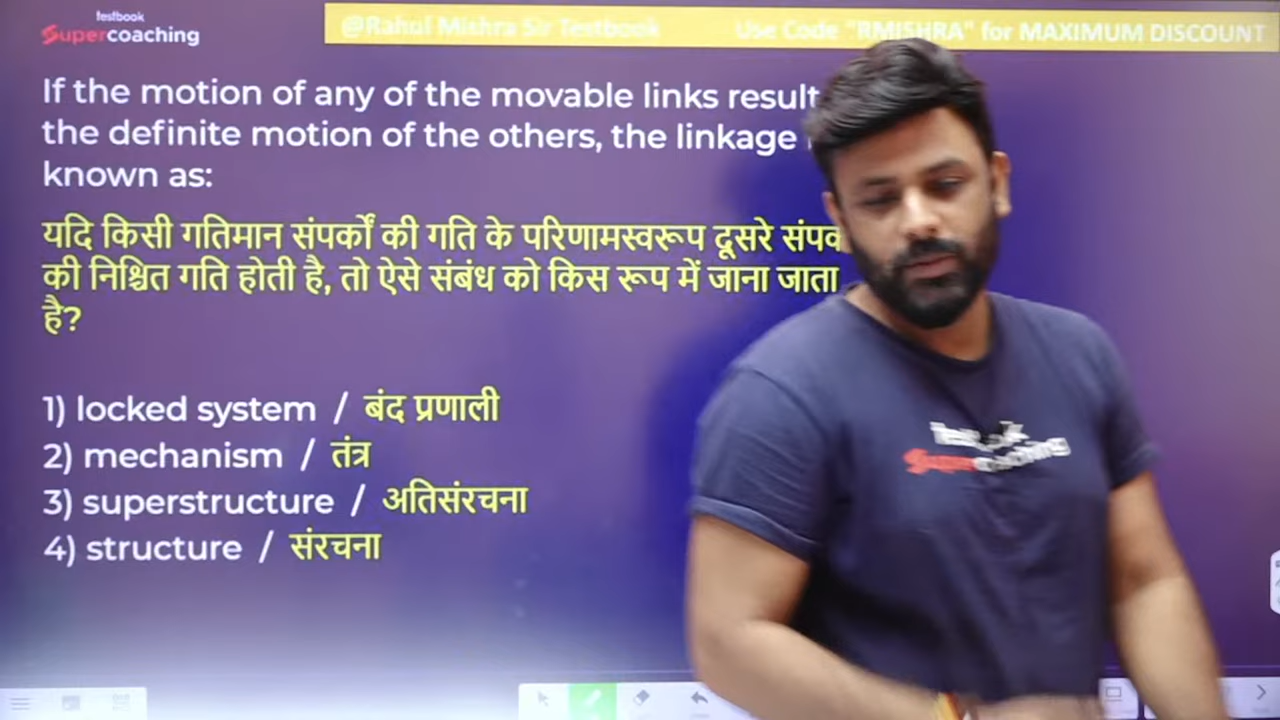 testbook
Supercoaching
@Rahul Mishra Sir Testbook
Use Code "RMISHRA" for MAXIMUM DISCOUNT
If the motion of any of the movable links result
the definite motion of the others, the linkage
known as:
यदि किसी गतिमान संपर्कों की गति के परिणामस्वरूप दूसरे
की निश्चित गति होती है, तो ऐसे संबंध को किस रूप में जाना जाता
है?
1) locked system / बंद प्रणाली
2) mechanism / तंत्र
3) superstructure / अतिसंरचना
4) structure / संरचना
Supercoaching